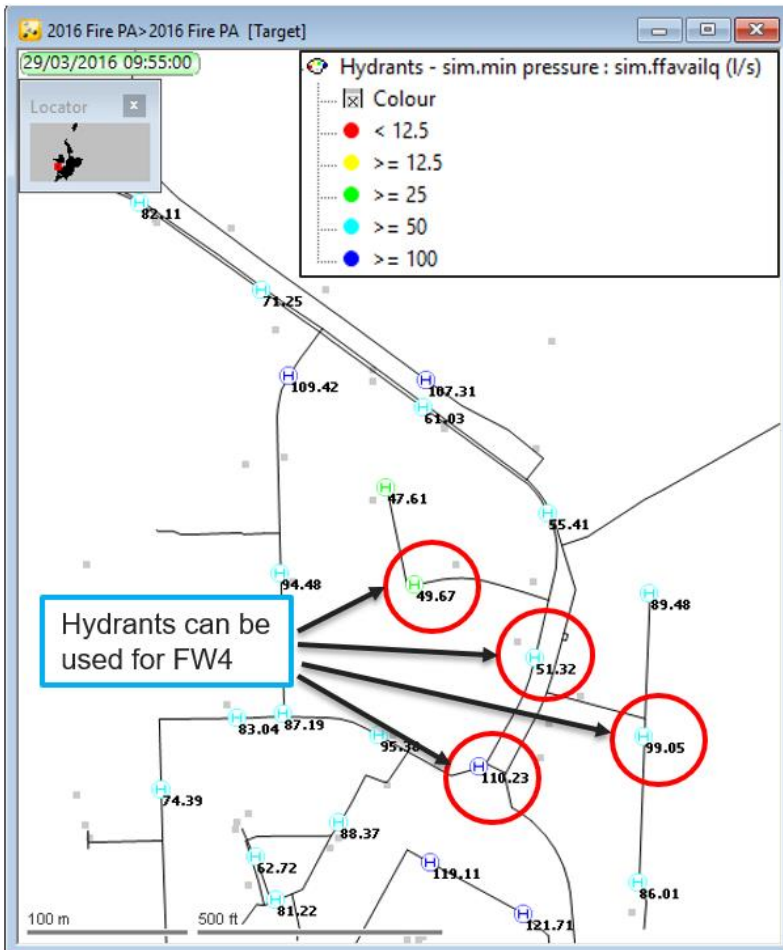 2016 Fire PA>2016 Fire PA [Target]
29/03/2016 09:55:00
Locator
x
Hydrants - sim.min pressure : sim.ffavailq (l/s)
Colour
< 12.5
>= 12.5
>= 25
>= 50
>= 100
H 82.11
H 71.25
H 109.42
H 107.31
H 61.03
H 47.61
H 55.41
H 94.48
H 49.67
H 89.48
Hydrants can be
used for FW4
H 51.32
H 83.04
H 87.19
H 95.38
H 99.05
H 110.23
H 74.39
H 88.37
H 62.72
H 119.11
H 81.22
H 86.01
H 121.71
100 m
500 ft